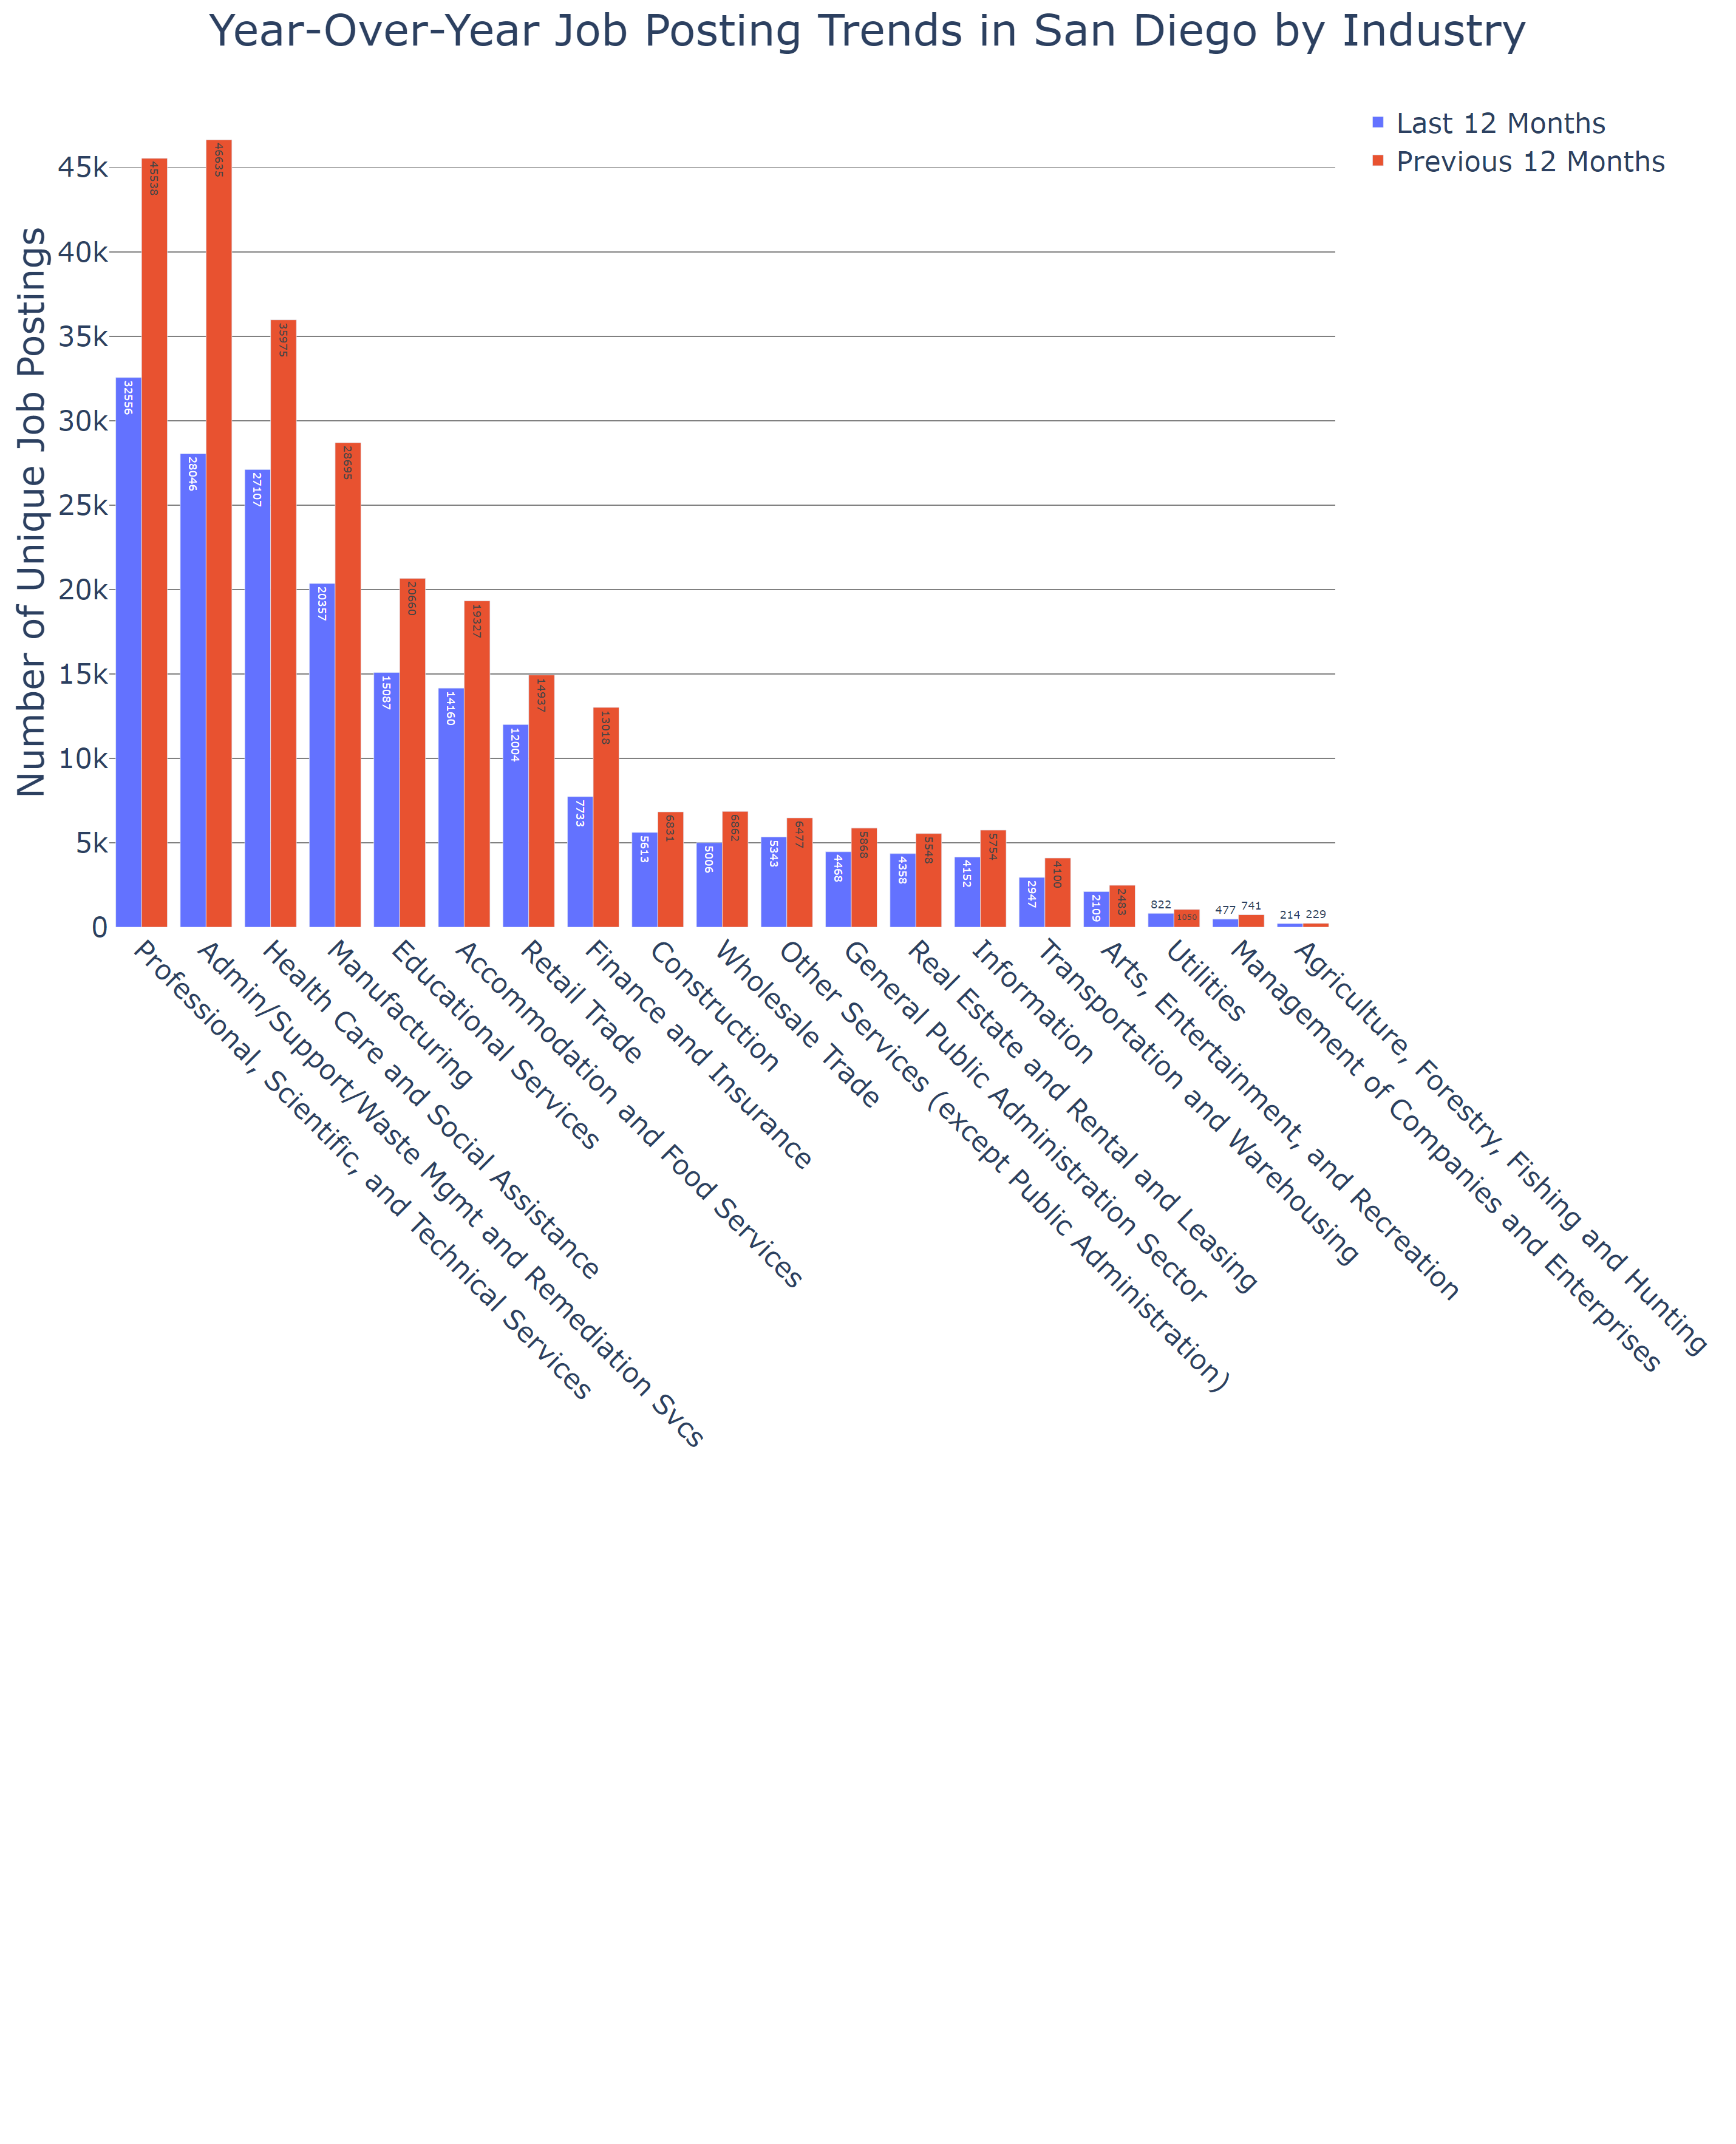 Year-Over-Year Job Posting Trends in San Diego by Industry
Last 12 Months
Previous 12 Months
Number of Unique Job Postings
45k
40k
35k
30k
25k
20k
15k
10k
5k
0
32556
45538
28046
46635
27107
35975
20357
28695
15087
20660
14160
19327
12004
14937
7733
13018
5613
6831
5006
6862
5343
6477
4468
5868
4358
5548
4152
5754
2947
4100
2109
2483
822
1050
477
741
214
229
Professional, Scientific, and Technical Services
Admin/Support/Waste Mgmt and Remediation Svcs
Health Care and Social Assistance
Manufacturing
Educational Services
Accommodation and Food Services
Retail Trade
Finance and Insurance
Construction
Wholesale Trade
Other Services (except Public Administration)
General Public Administration Sector
Real Estate and Rental and Leasing
Information
Transportation and Warehousing
Arts, Entertainment, and Recreation
Utilities
Management of Companies and Enterprises
Agriculture, Forestry, Fishing and Hunting